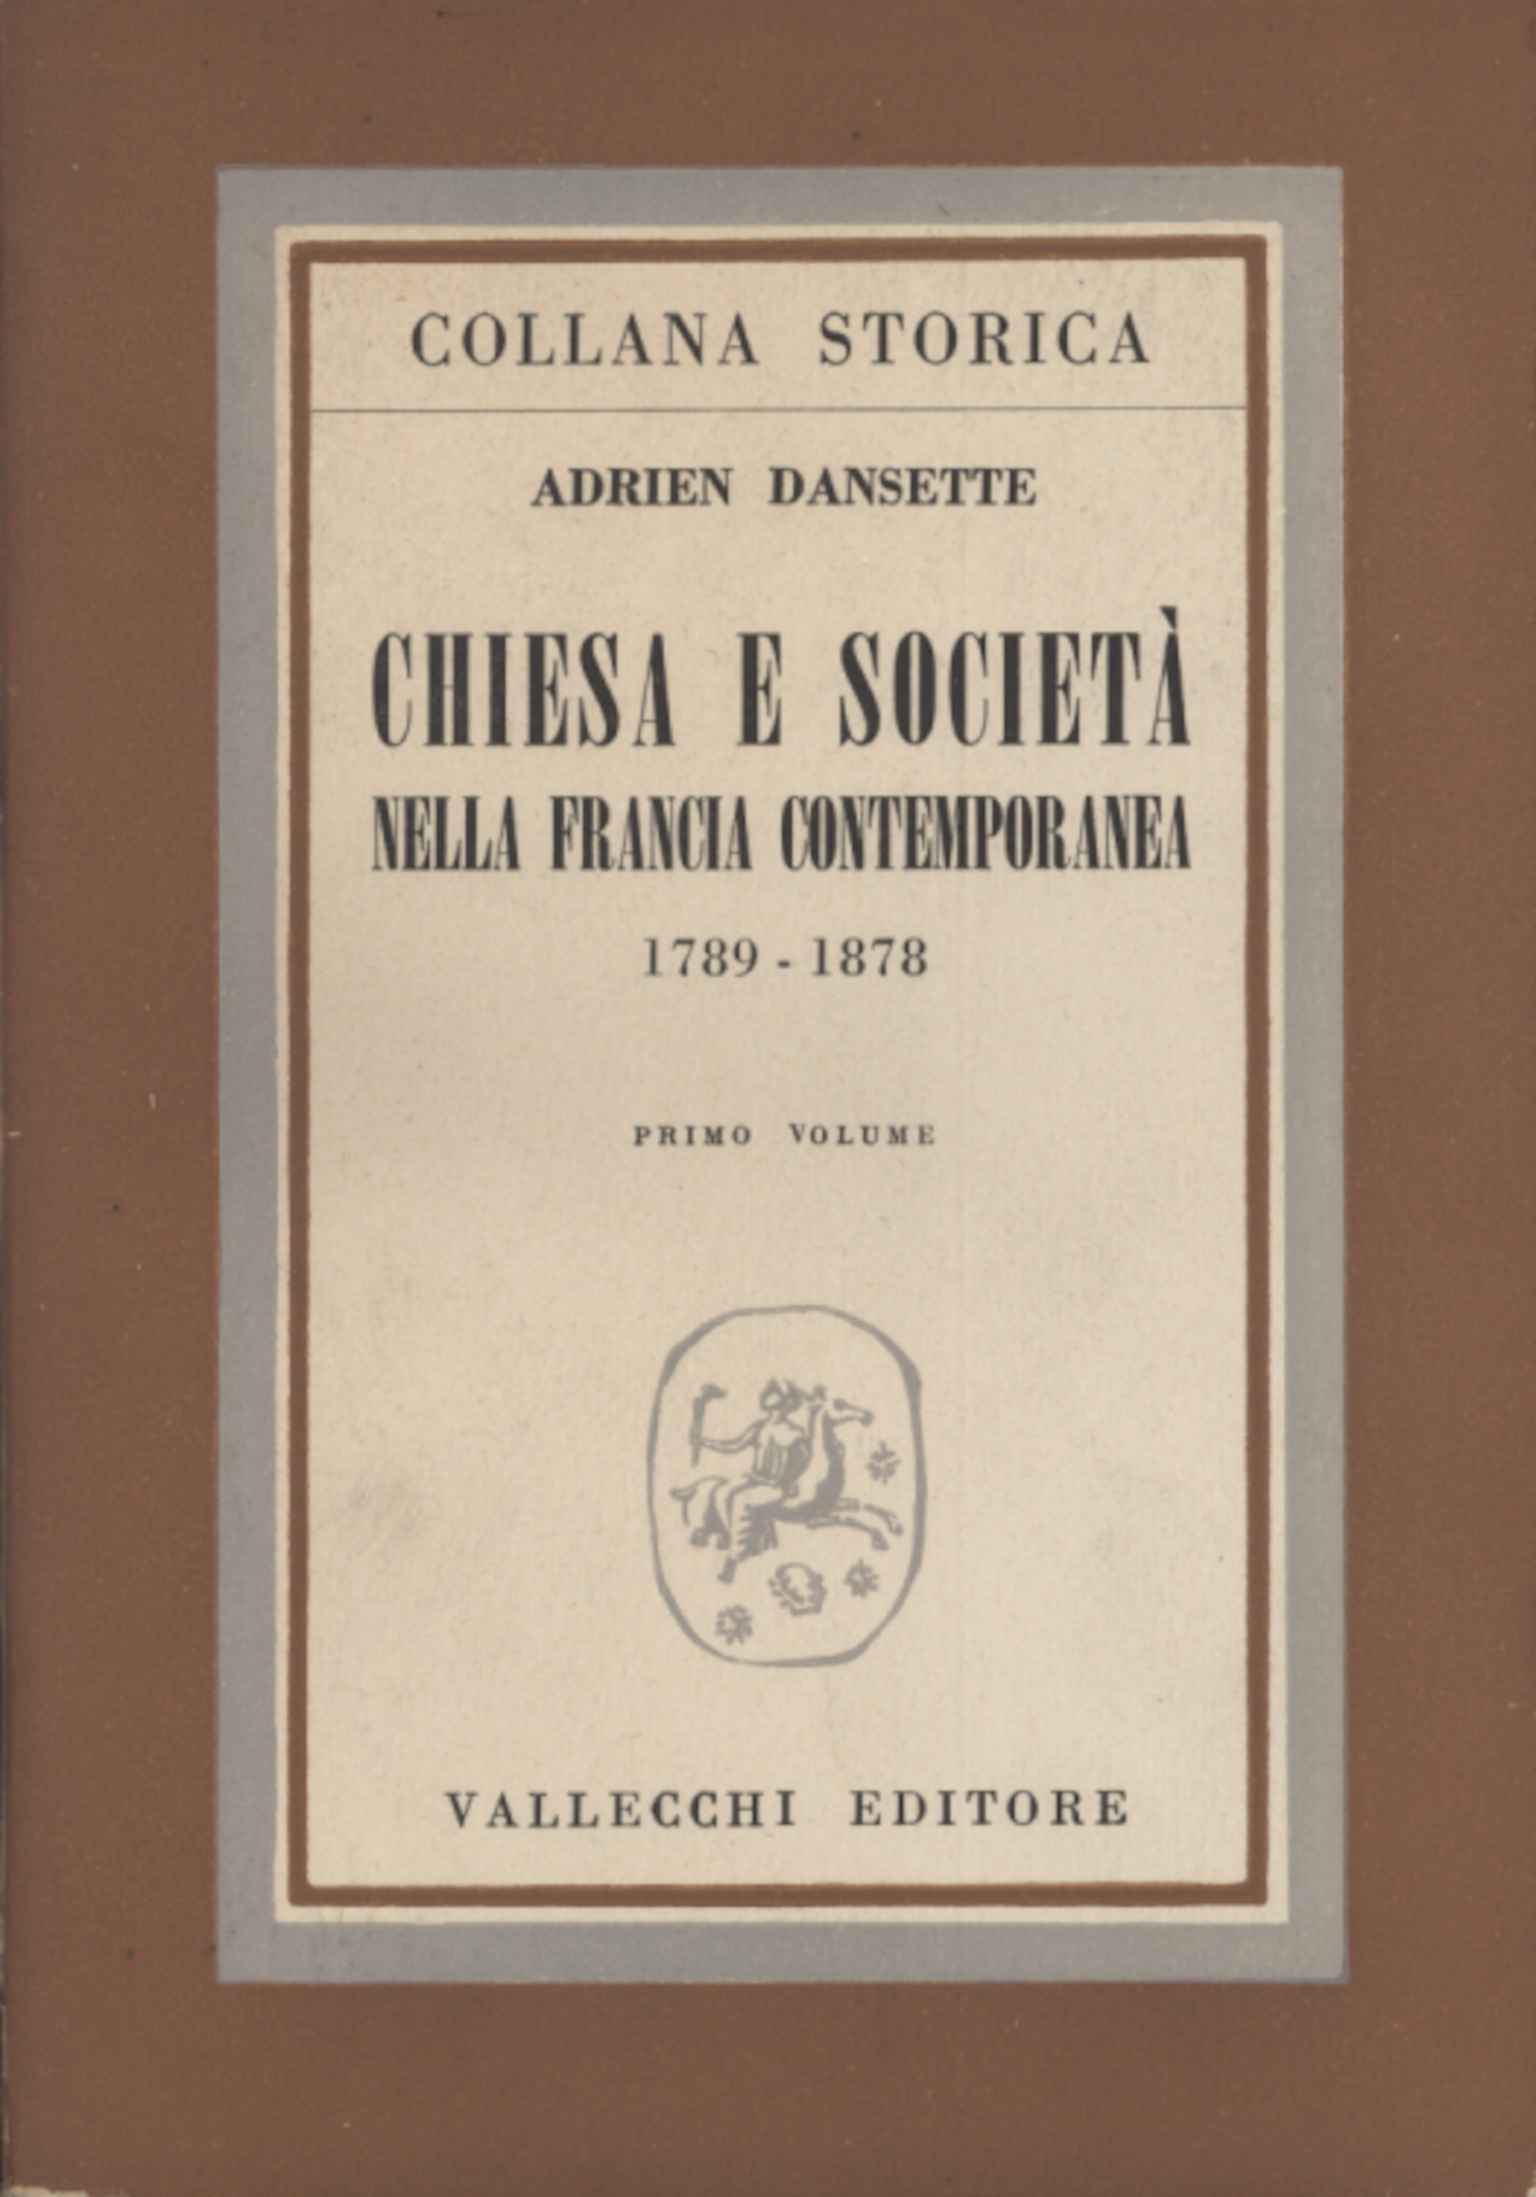 COLLANA STORICA
ADRIEN DANSETTE
CHIESA E SOCIETÀ
NELLA FRANCIA CONTEMPORANEA
1789 - 1878
PRIMO VOLUME
VALLECCHI EDITORE